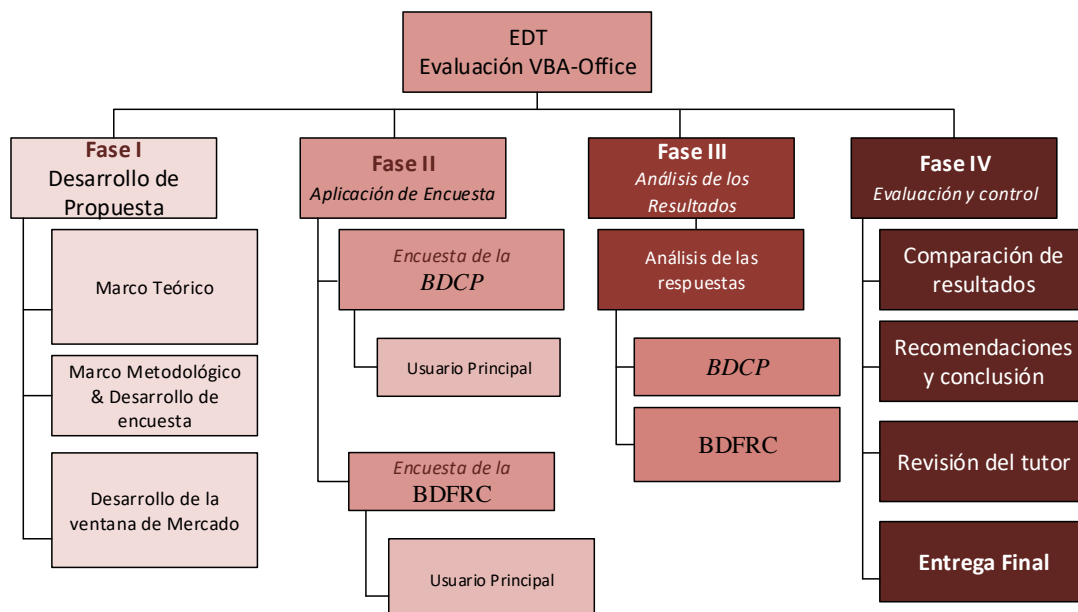 EDT
Evaluación VBA-Office
Fase I
Desarrollo de
Propuesta
Marco Teórico
Marco Metodológico
& Desarrollo de
encuesta
Desarrollo de la
ventana de Mercado
Fase II
Aplicación de Encuesta
Encuesta de la
BDCP
Usuario Principal
Encuesta de la
BDFRC
Usuario Principal
Fase III
Análisis de los
Resultados
Análisis de las
respuestas
BDCP
BDFRC
Fase IV
Evaluación y control
Comparación de
resultados
Recomendaciones
y conclusión
Revisión del tutor
Entrega Final